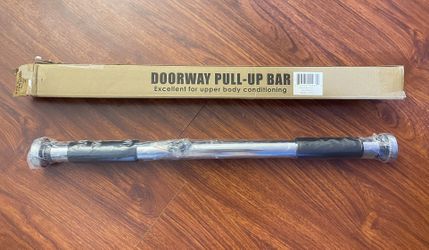 DOORWAY PULL-UP BAR
Excellent for upper body conditioning